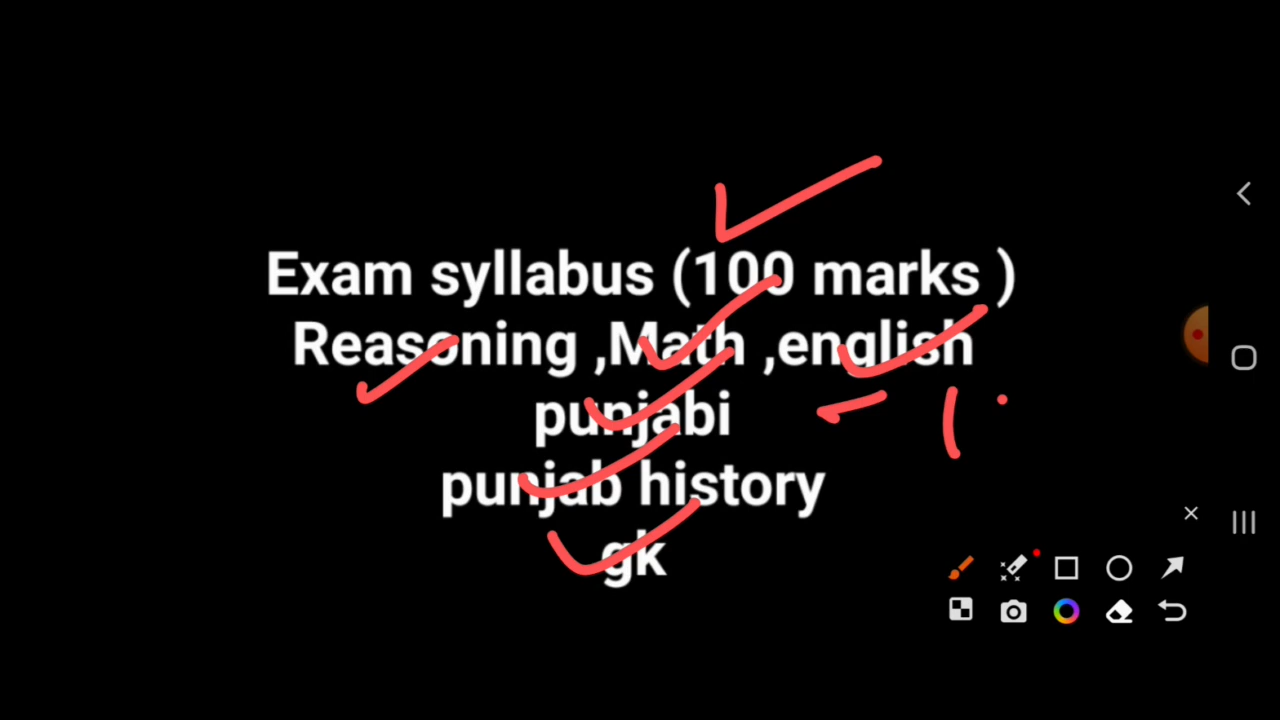 Exam syllabus (100 marks )
Reasoning ,Math ,english
punjabi
punjab history
gk